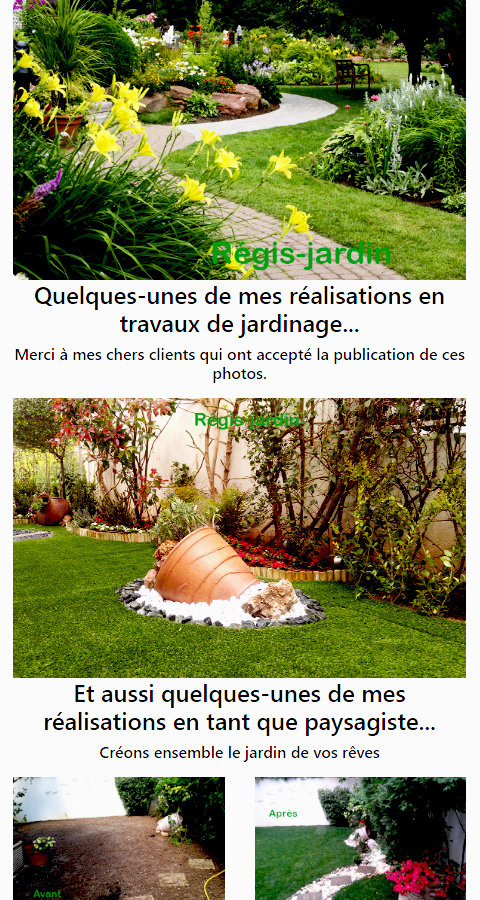 Régis-jardin
Quelques-unes de mes réalisations en
travaux de jardinage...
Merci à mes chers clients qui ont accepté la publication de ces
photos.
Régis-jardin
Et aussi quelques-unes de mes
réalisations en tant que paysagiste...
Créons ensemble le jardin de vos rêves
Après
Avant